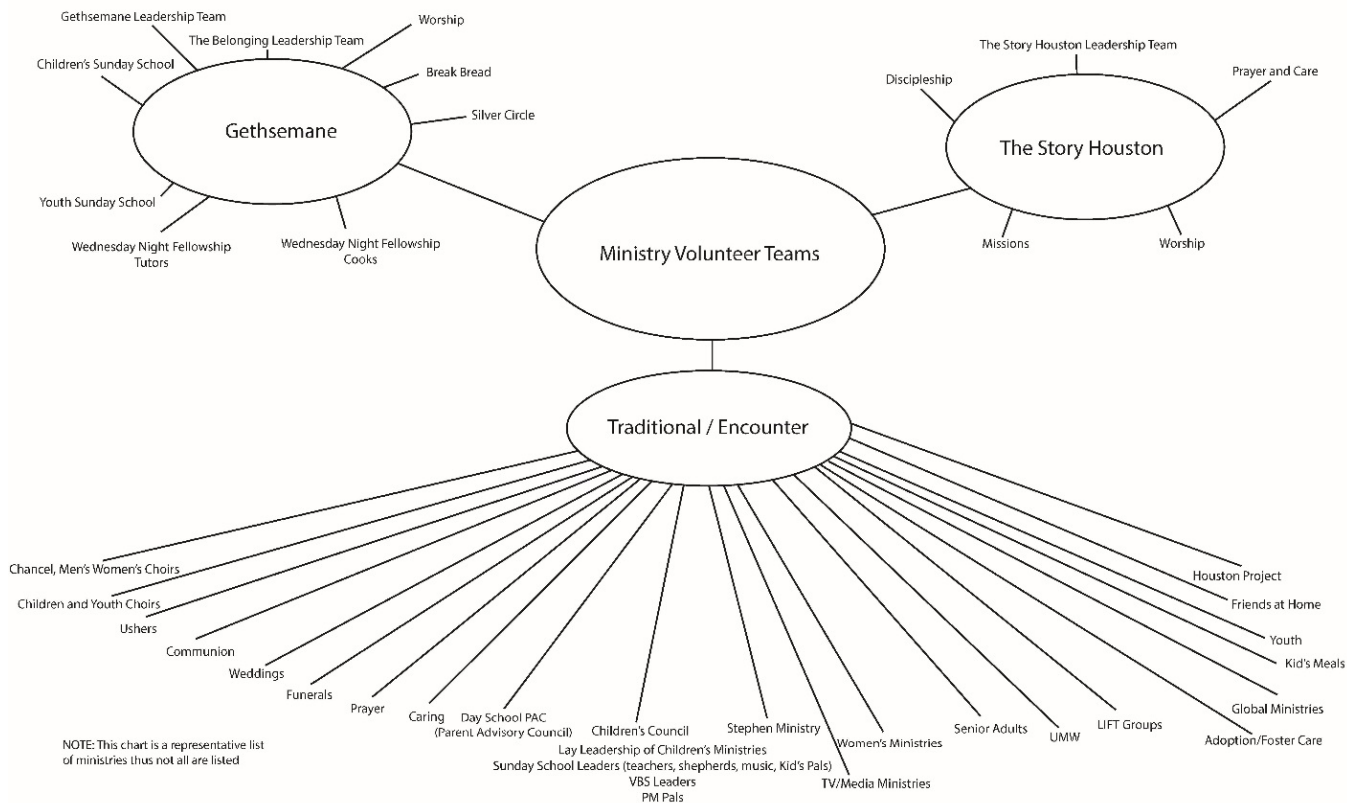 Gethsemane Leadership Team
The Belonging Leadership Team
Worship
Children's Sunday School
Break Bread
Silver Circle
Gethsemane
Youth Sunday School
Wednesday Night Fellowship
Tutors
Wednesday Night Fellowship
Cooks
The Story Houston Leadership Team
Discipleship
Prayer and Care
The Story Houston
Missions
Worship
Ministry Volunteer Teams
Traditional / Encounter
Chancel, Men's Women's Choirs
Children and Youth Choirs
Ushers
Communion
Weddings
Funerals
Prayer
Caring
Day School PAC
(Parent Advisory Council)
Children's Council
Lay Leadership of Children's Ministries
Sunday School Leaders (teachers, shepherds, music, Kid's Pals)
VBS Leaders
PM Pals
Stephen Ministry
TV/Media Ministries
Women's Ministries
Senior Adults
UMW
LIFT Groups
Adoption/Foster Care
Global Ministries
Kid's Meals
Youth
Friends at Home
Houston Project
NOTE: This chart is a representative list
of ministries thus not all are listed